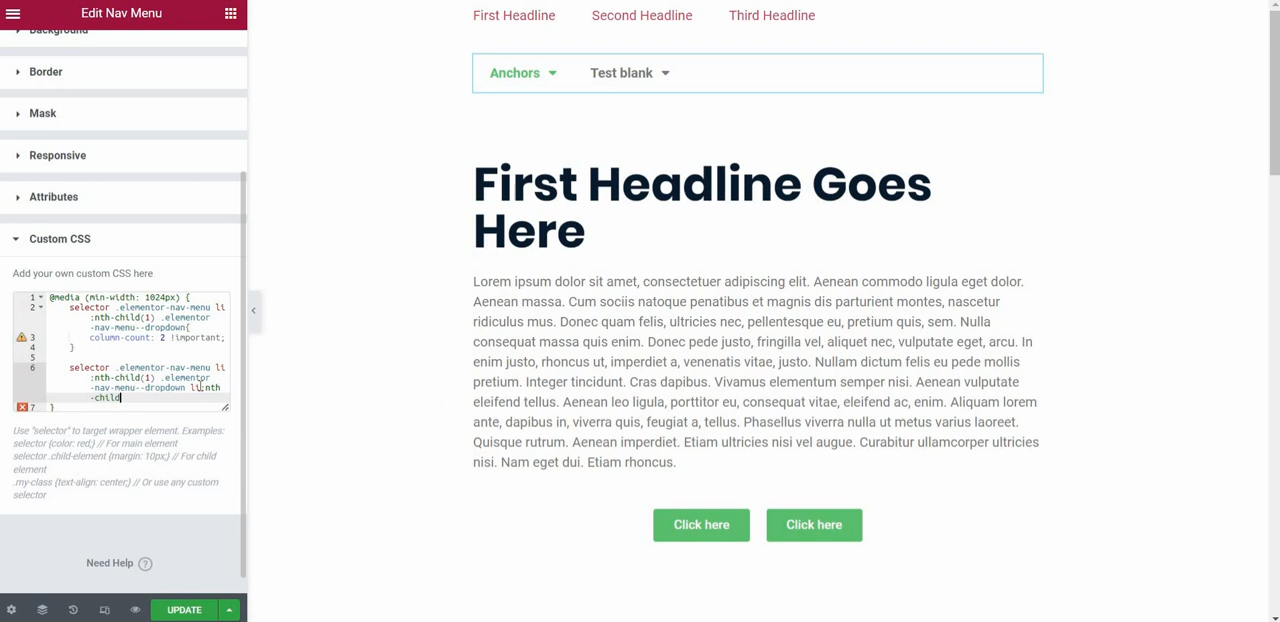 Edit Nav Menu
Background
Border
Mask
Responsive
Attributes
Custom CSS
Add your own custom CSS here
1 @media (min-width: 1024px) {
2 selector .elementor-nav-menu li
:nth-child(1) .elementor
-nav-menu--dropdown{
3 column-count: 2 !important;
4 }
5
6 selector .elementor-nav-menu li
:nth-child(1) .elementor
-nav-menu--dropdown li:nth
-child
7 }
Use "selector" to target wrapper element. Examples:
selector {color: red;} // For main element
selector .child-element {margin: 10px;} // For child
element
.my-class {text-align: center;} // Or use any custom
selector
Need Help ?
UPDATE
First Headline Second Headline Third Headline
Anchors Test blank
First Headline Goes
Here
Lorem ipsum dolor sit amet, consectetuer adipiscing elit. Aenean commodo ligula eget dolor.
Aenean massa. Cum sociis natoque penatibus et magnis dis parturient montes, nascetur
ridiculus mus. Donec quam felis, ultricies nec, pellentesque eu, pretium quis, sem. Nulla
consequat massa quis enim. Donec pede justo, fringilla vel, aliquet nec, vulputate eget, arcu. In
enim justo, rhoncus ut, imperdiet a, venenatis vitae, justo. Nullam dictum felis eu pede mollis
pretium. Integer tincidunt. Cras dapibus. Vivamus elementum semper nisi. Aenean vulputate
eleifend tellus. Aenean leo ligula, porttitor eu, consequat vitae, eleifend ac, enim. Aliquam lorem
ante, dapibus in, viverra quis, feugiat a, tellus. Phasellus viverra nulla ut metus varius laoreet.
Quisque rutrum. Aenean imperdiet. Etiam ultricies nisi vel augue. Curabitur ullamcorper ultricies
nisi. Nam eget dui. Etiam rhoncus.
Click here Click here